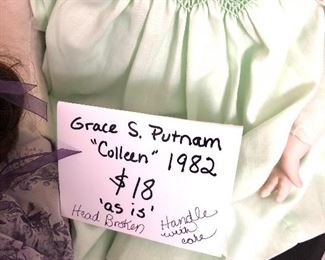 Grace S. Putnam
"Colleen" 1982
$18
'as is'
Head Broken
Handle
with
care